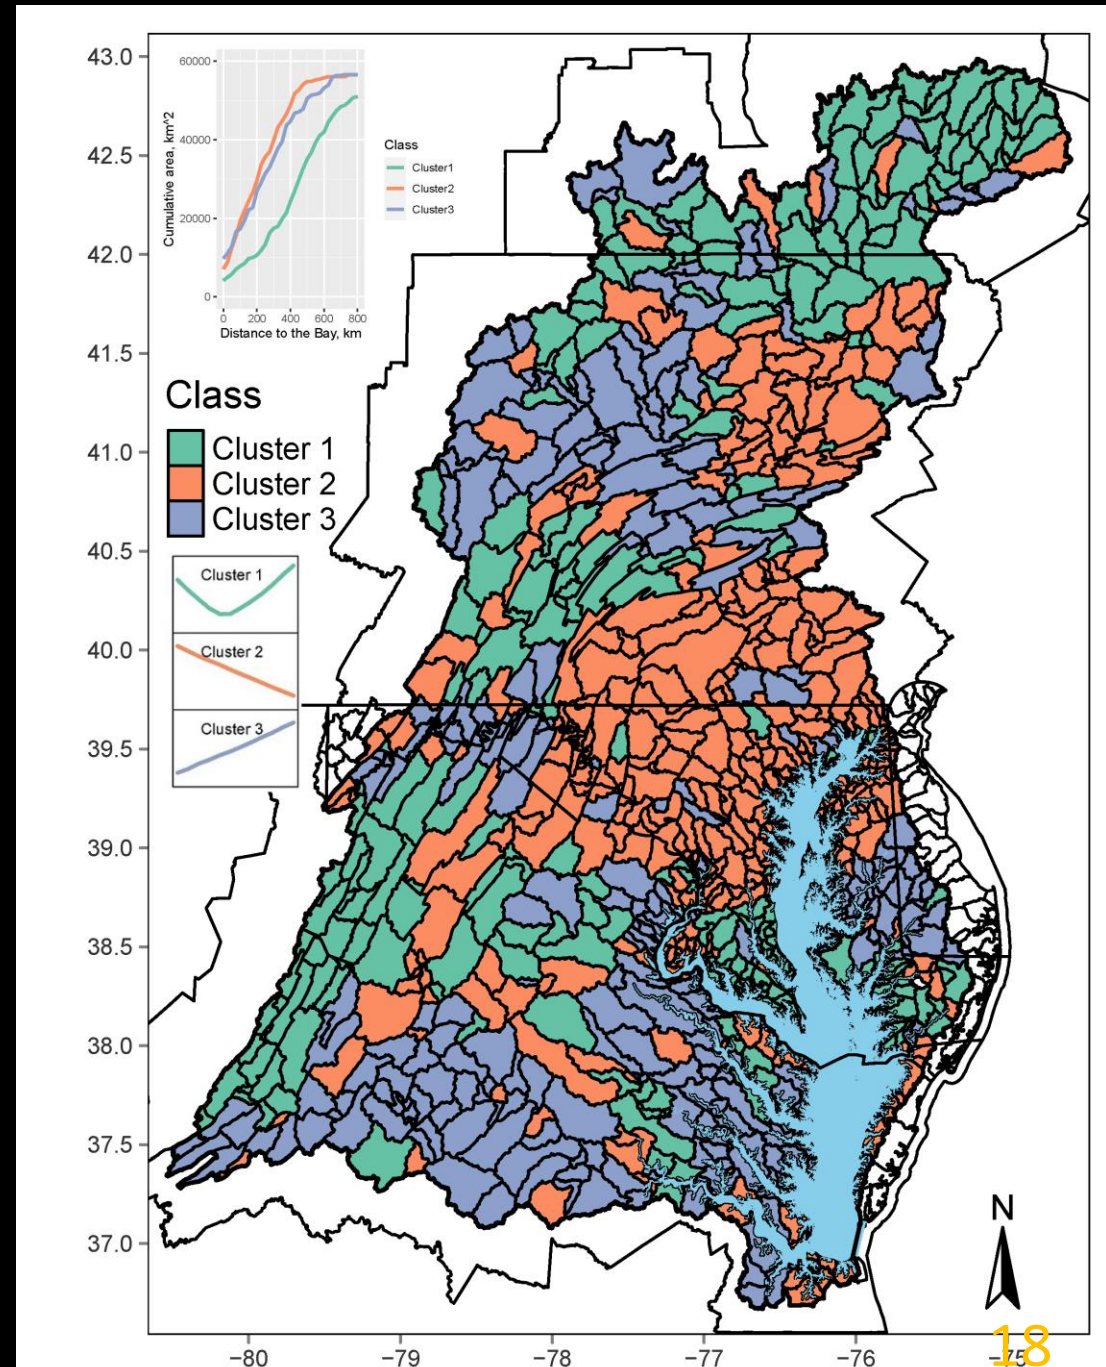 43.0
42.5
42.0
41.5
41.0
40.5
40.0
39.5
39.0
38.5
38.0
37.5
37.0
60000
40000
20000
0
Cumulative area, km^2
0 200 400 600 800
Distance to the Bay, km
Class
Cluster1
Cluster2
Cluster3
Class
Cluster 1
Cluster 2
Cluster 3
Cluster 1
Cluster 2
Cluster 3
N
−80 −79 −78 −77 −76 −75
18